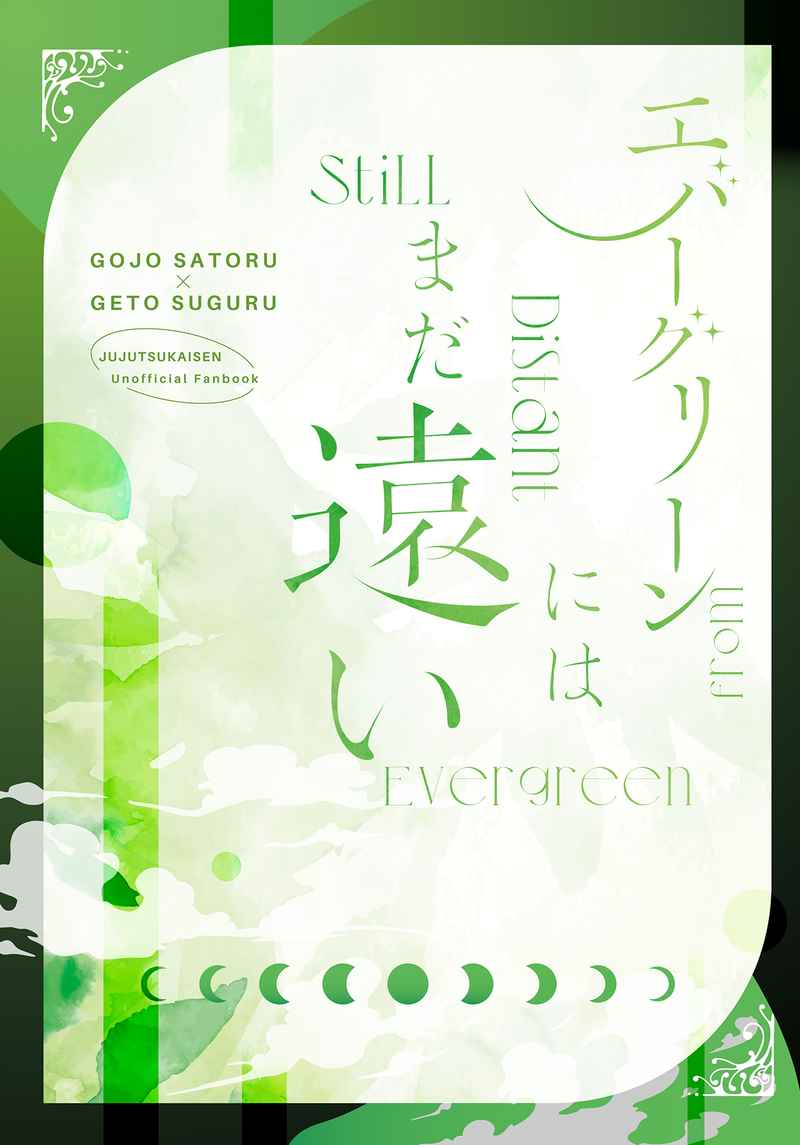 エバーグリーン
には
まだ
遠い
Still
Distant
from
Evergreen
GOJO SATORU
×
GETO SUGURU
JUJUTSUKAISEN
Unofficial Fanbook